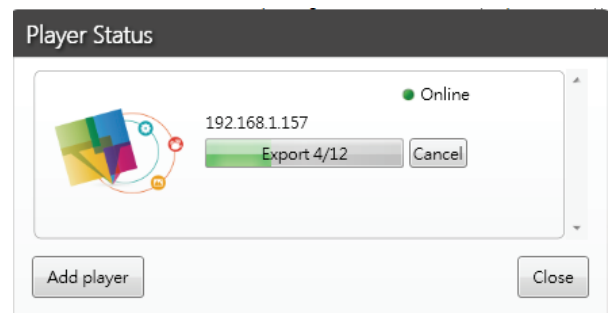 Player Status
Online
192.168.1.157
Export 4/12
Cancel
Add player
Close